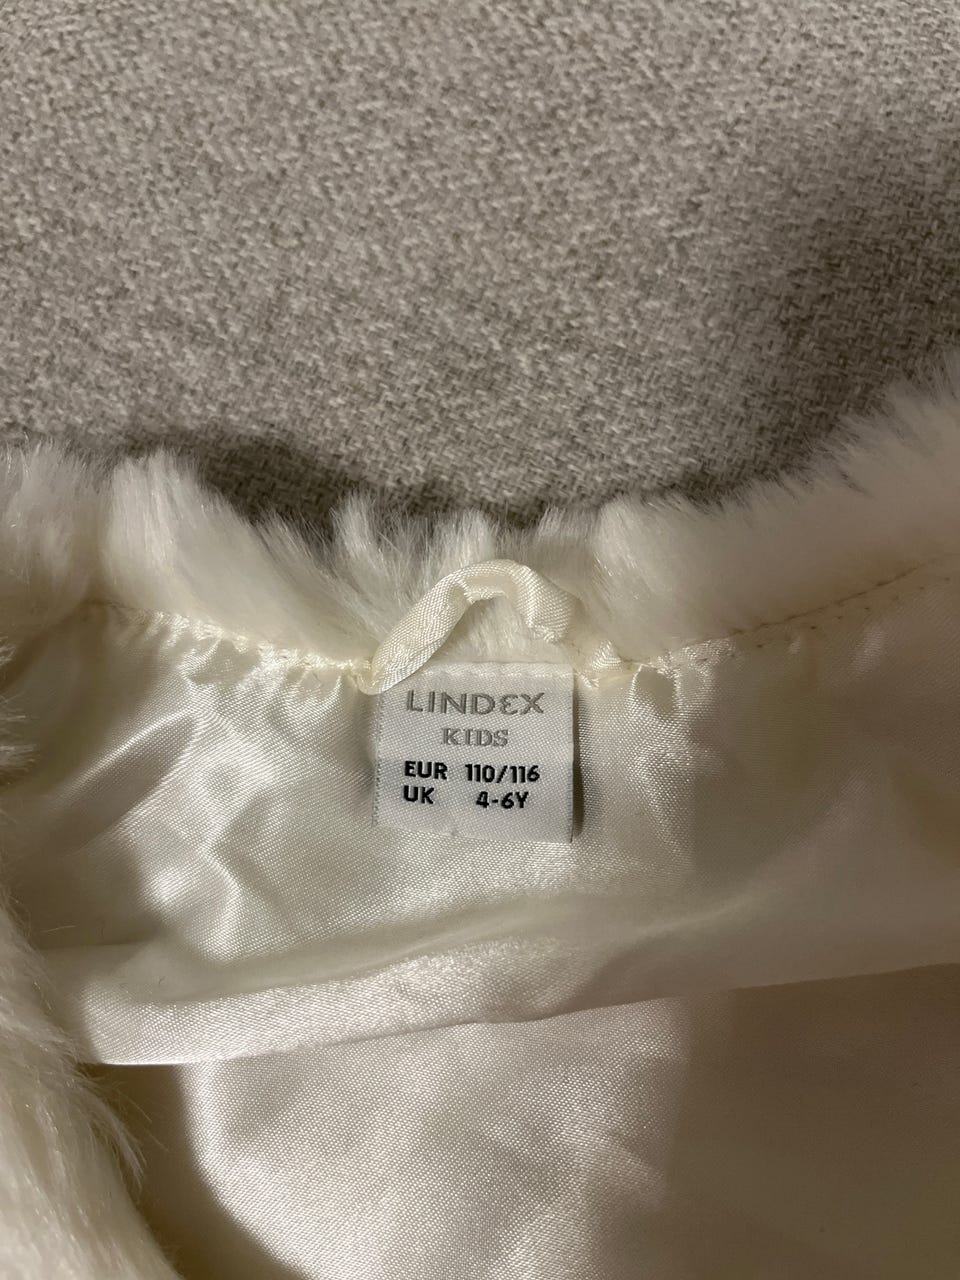 LINDEX
KIDS
EUR 110/116
UK 4-6Y